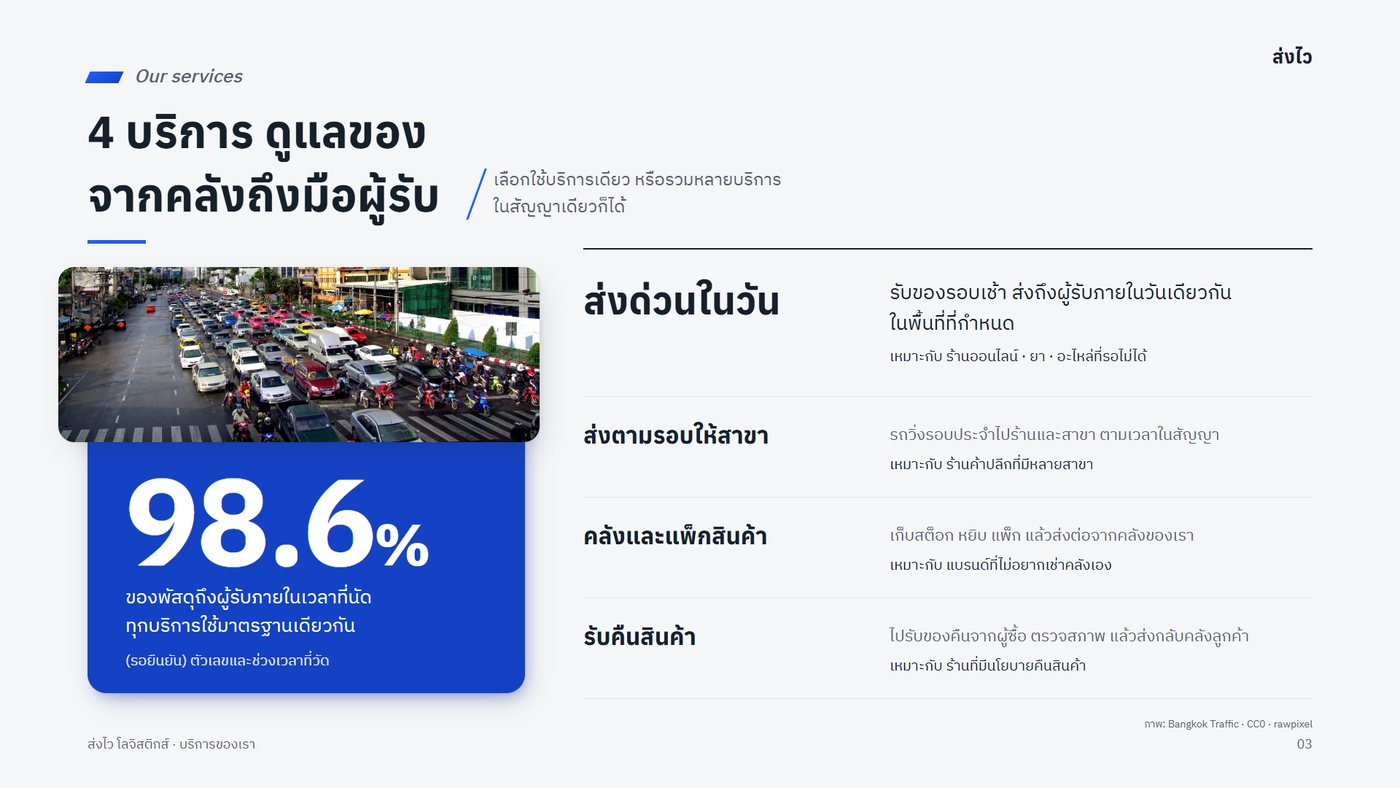 ส่งไว
Our services
4 บริการ ดูแลของ
จากคลังถึงมือผู้รับ
เลือกใช้บริการเดียว หรือรวมหลายบริการ
ในสัญญาเดียวก็ได้
98.6%
ของพัสดุถึงผู้รับภายในเวลาที่นัด
ทุกบริการใช้มาตรฐานเดียวกัน
(รอยืนยัน) ตัวเลขและช่วงเวลาที่วัด
ส่งด่วนในวัน
รับของรอบเช้า ส่งถึงผู้รับภายในวันเดียวกัน
ในพื้นที่ที่กำหนด
เหมาะกับ ร้านออนไลน์ · ยา · อะไหล่ที่รอไม่ได้
ส่งตามรอบให้สาขา
รถวิ่งรอบประจำไปร้านและสาขา ตามเวลาในสัญญา
เหมาะกับ ร้านค้าปลีกที่มีหลายสาขา
คลังและแพ็กสินค้า
เก็บสต็อก หยิบ แพ็ก แล้วส่งต่อจากคลังของเรา
เหมาะกับ แบรนด์ที่ไม่อยากเช่าคลังเอง
รับคืนสินค้า
ไปรับของคืนจากผู้ซื้อ ตรวจสภาพ แล้วส่งกลับคลังลูกค้า
เหมาะกับ ร้านที่มีนโยบายคืนสินค้า
ภาพ: Bangkok Traffic · CC0 · rawpixel
ส่งไว โลจิสติกส์ · บริการของเรา
03